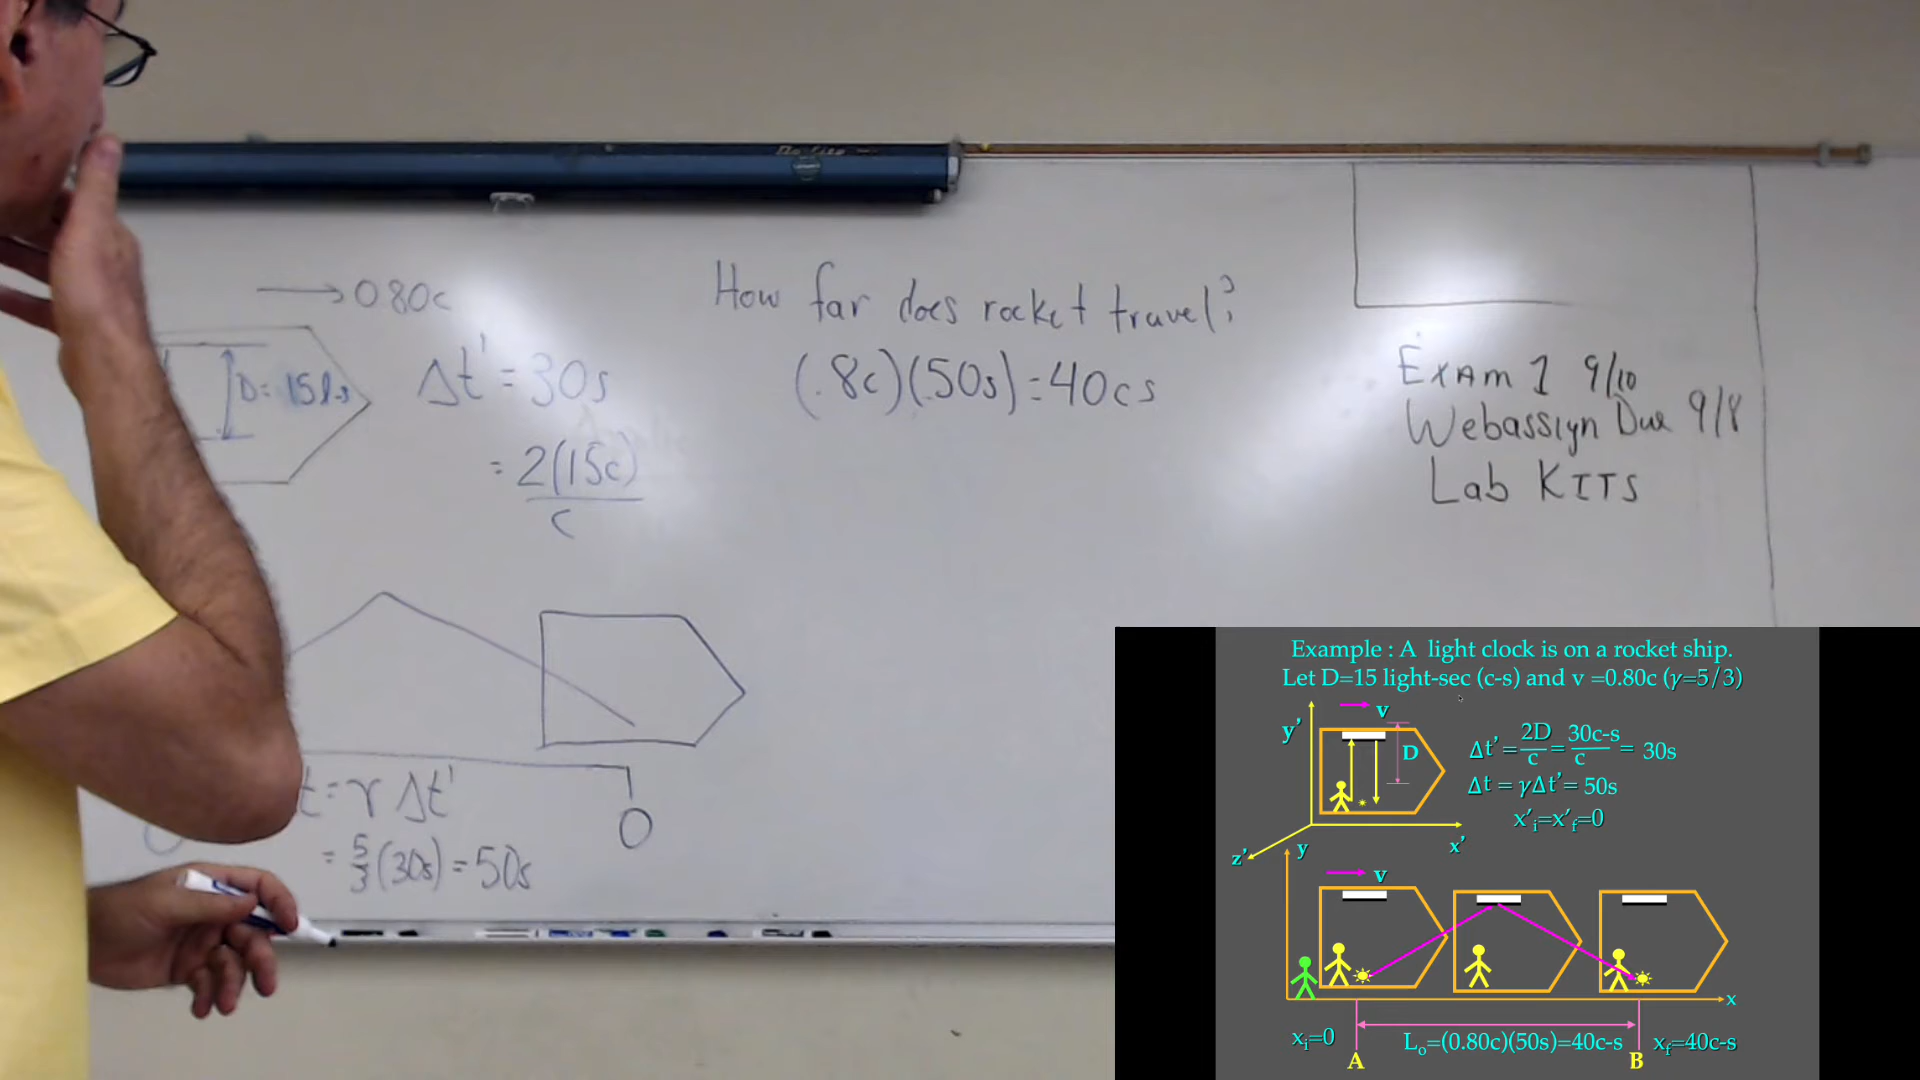 → 0.80c
D = 15 l-s
Δt' = 30s
= 2(15c)
c
How far does rocket travel?
(.8c)(50s) = 40cs
Exam 1 9/10
Webassign Due 9/8
Lab KITS
t = γ Δt'
= 5/3 (30s) = 50s
Example : A light clock is on a rocket ship.
Let D=15 light-sec (c-s) and v =0.80c (γ=5/3)
v
y'
D
Δt' = 2D/c = 30c-s/c = 30s
Δt = γΔt' = 50s
x'i=x'f=0
x'
z'
y
v
x
xi=0
Lo=(0.80c)(50s)=40c-s
xf=40c-s
A
B